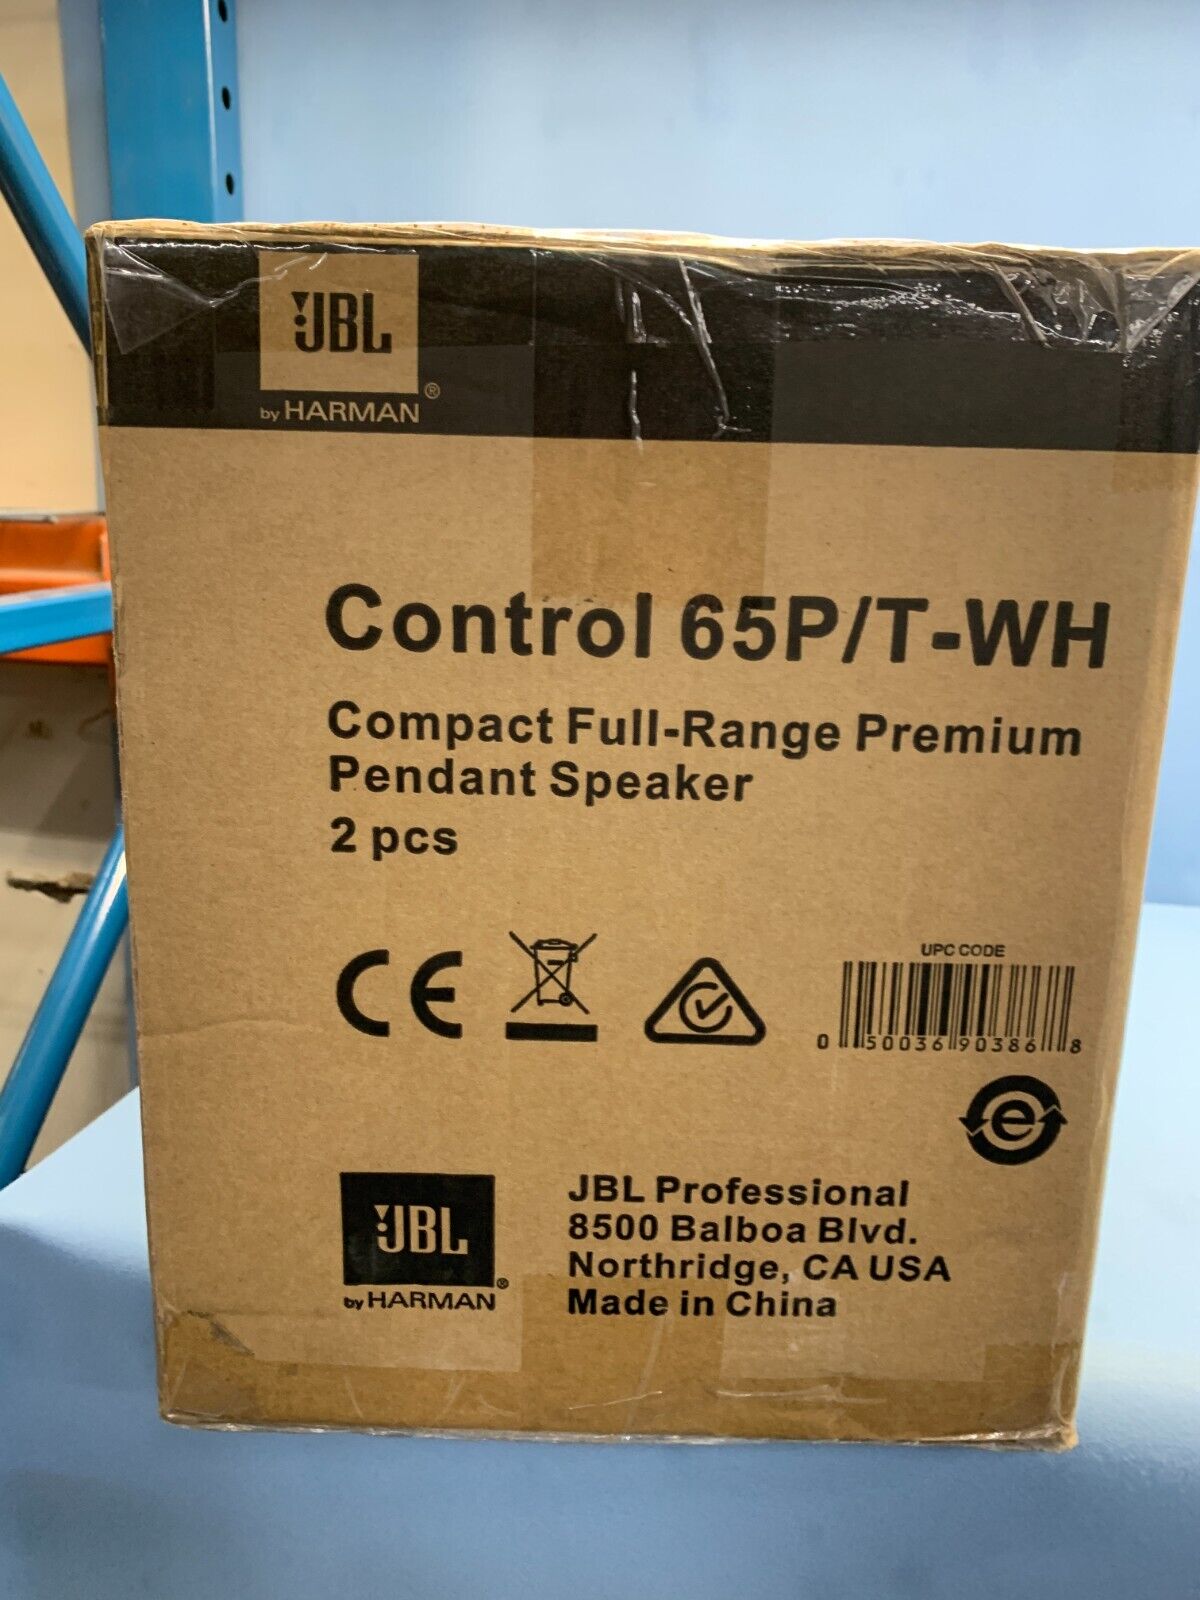 JBL
by HARMAN ®
Control 65P/T-WH
Compact Full-Range Premium
Pendant Speaker
2 pcs
CE
UPC CODE
0 50036 90386 8
e
JBL
by HARMAN ®
JBL Professional
8500 Balboa Blvd.
Northridge, CA USA
Made in China